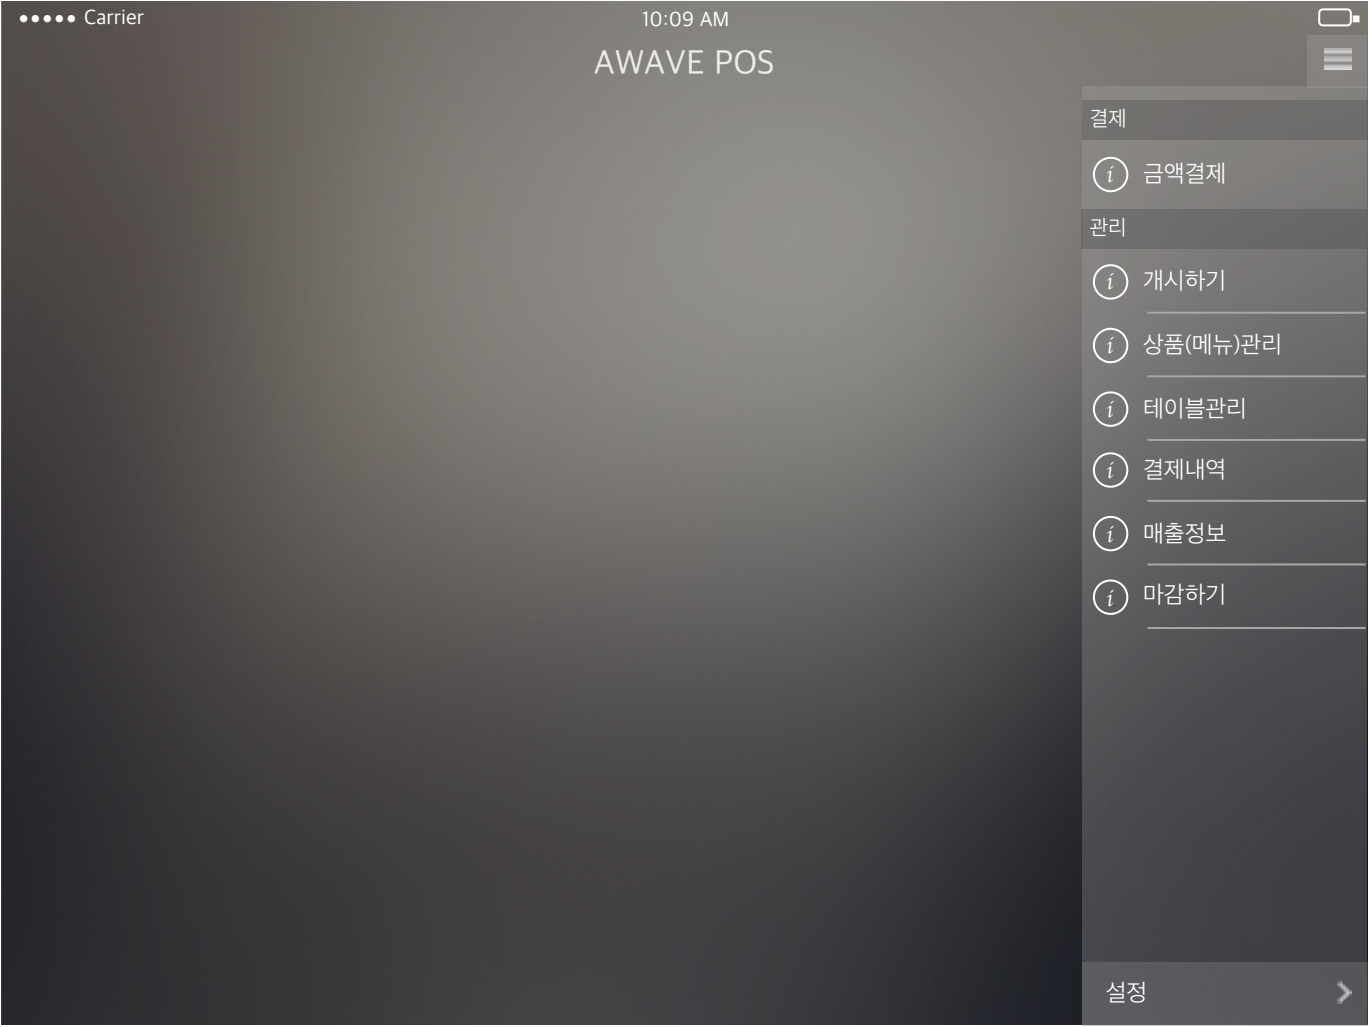 Carrier
10:09 AM
AWAVE POS
결제
i 금액결제
관리
i 개시하기
i 상품(메뉴)관리
i 테이블관리
i 결제내역
i 매출정보
i 마감하기
설정